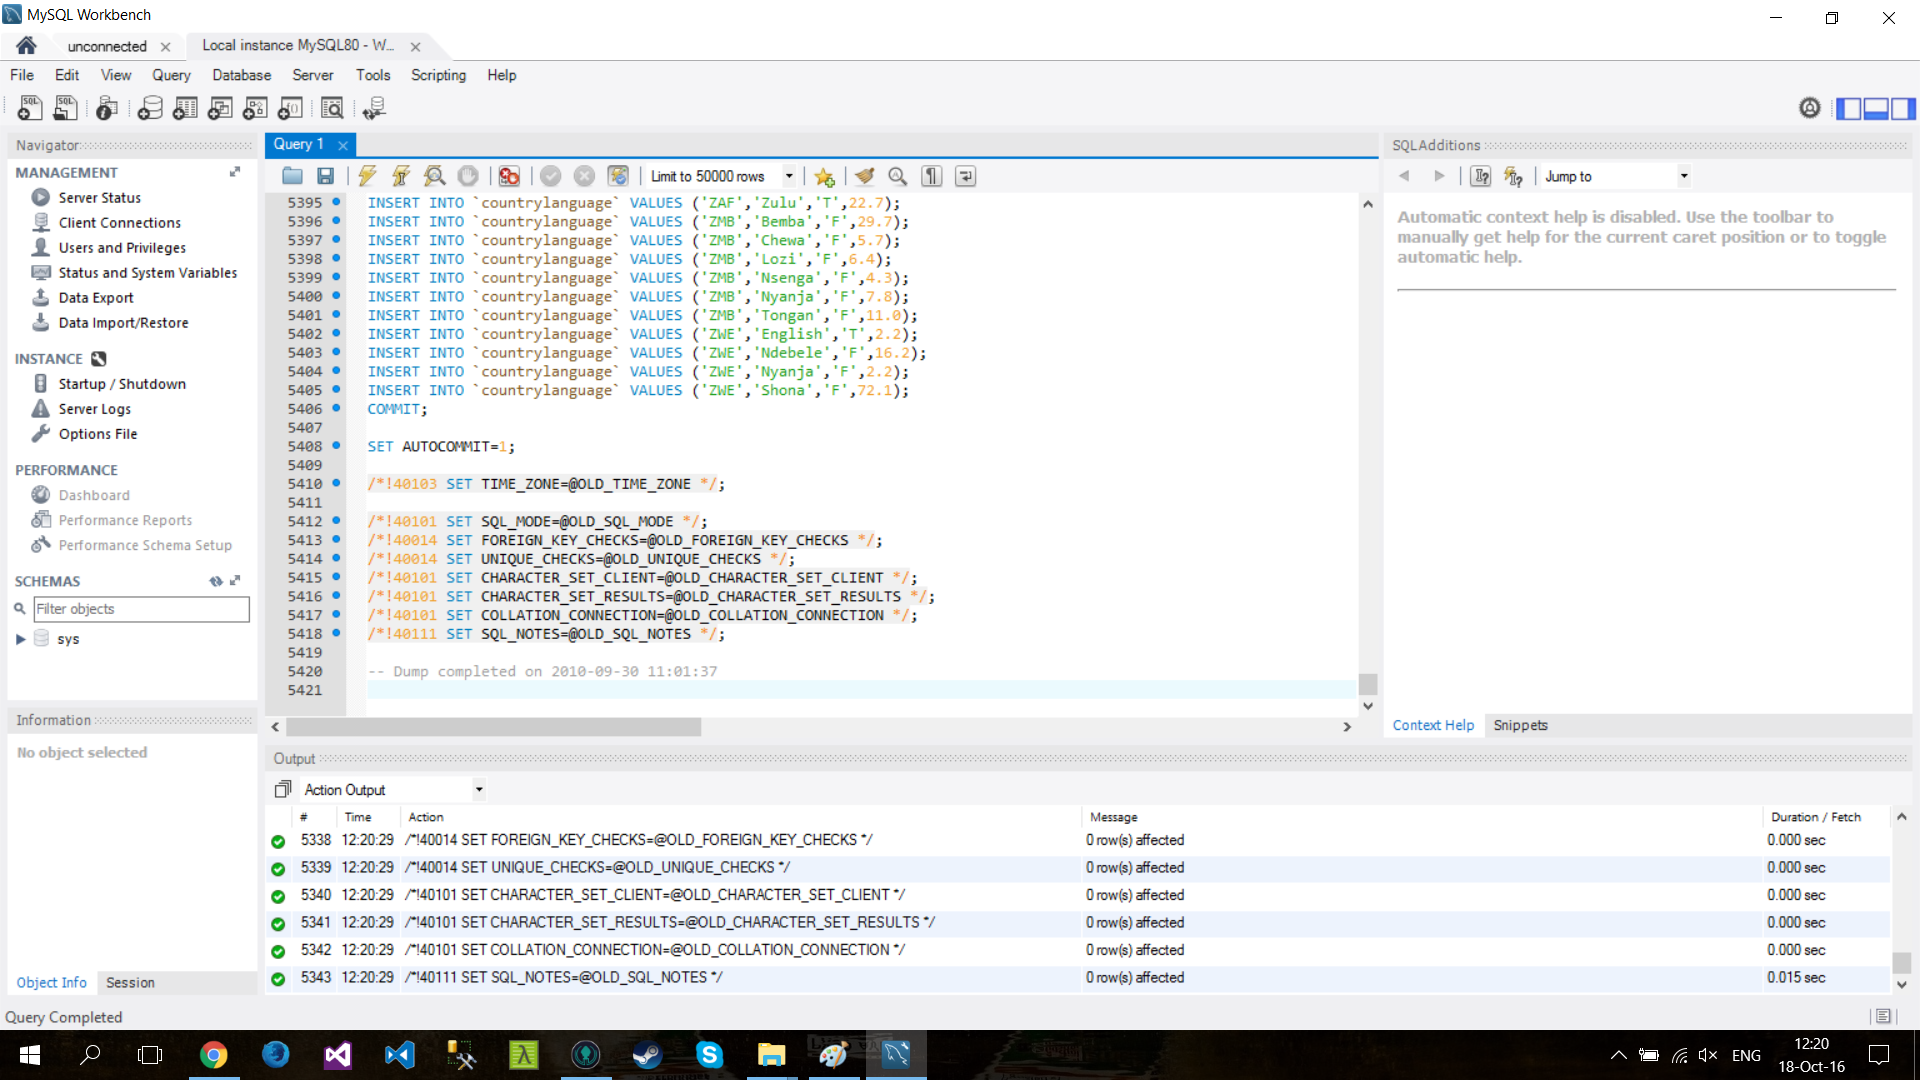 MySQL Workbench
unconnected
Local instance MySQL80 - W...
File Edit View Query Database Server Tools Scripting Help
Navigator
MANAGEMENT
Server Status
Client Connections
Users and Privileges
Status and System Variables
Data Export
Data Import/Restore
INSTANCE
Startup / Shutdown
Server Logs
Options File
PERFORMANCE
Dashboard
Performance Reports
Performance Schema Setup
SCHEMAS
Filter objects
sys
Information
No object selected
Object Info Session
Query 1
Limit to 50000 rows
5395 INSERT INTO `countrylanguage` VALUES ('ZAF','Zulu','T',22.7);
5396 INSERT INTO `countrylanguage` VALUES ('ZMB','Bemba','F',29.7);
5397 INSERT INTO `countrylanguage` VALUES ('ZMB','Chewa','F',5.7);
5398 INSERT INTO `countrylanguage` VALUES ('ZMB','Lozi','F',6.4);
5399 INSERT INTO `countrylanguage` VALUES ('ZMB','Nsenga','F',4.3);
5400 INSERT INTO `countrylanguage` VALUES ('ZMB','Nyanja','F',7.8);
5401 INSERT INTO `countrylanguage` VALUES ('ZMB','Tongan','F',11.0);
5402 INSERT INTO `countrylanguage` VALUES ('ZWE','English','T',2.2);
5403 INSERT INTO `countrylanguage` VALUES ('ZWE','Ndebele','F',16.2);
5404 INSERT INTO `countrylanguage` VALUES ('ZWE','Nyanja','F',2.2);
5405 INSERT INTO `countrylanguage` VALUES ('ZWE','Shona','F',72.1);
5406 COMMIT;
5407
5408 SET AUTOCOMMIT=1;
5409
5410 /*!40103 SET TIME_ZONE=@OLD_TIME_ZONE */;
5411
5412 /*!40101 SET SQL_MODE=@OLD_SQL_MODE */;
5413 /*!40014 SET FOREIGN_KEY_CHECKS=@OLD_FOREIGN_KEY_CHECKS */;
5414 /*!40014 SET UNIQUE_CHECKS=@OLD_UNIQUE_CHECKS */;
5415 /*!40101 SET CHARACTER_SET_CLIENT=@OLD_CHARACTER_SET_CLIENT */;
5416 /*!40101 SET CHARACTER_SET_RESULTS=@OLD_CHARACTER_SET_RESULTS */;
5417 /*!40101 SET COLLATION_CONNECTION=@OLD_COLLATION_CONNECTION */;
5418 /*!40111 SET SQL_NOTES=@OLD_SQL_NOTES */;
5419
5420 -- Dump completed on 2010-09-30 11:01:37
5421
SQLAdditions
Jump to
Automatic context help is disabled. Use the toolbar to
manually get help for the current caret position or to toggle
automatic help.
Context Help Snippets
Output
Action Output
# Time Action Message Duration / Fetch
5338 12:20:29 /*!40014 SET FOREIGN_KEY_CHECKS=@OLD_FOREIGN_KEY_CHECKS */ 0 row(s) affected 0.000 sec
5339 12:20:29 /*!40014 SET UNIQUE_CHECKS=@OLD_UNIQUE_CHECKS */ 0 row(s) affected 0.000 sec
5340 12:20:29 /*!40101 SET CHARACTER_SET_CLIENT=@OLD_CHARACTER_SET_CLIENT */ 0 row(s) affected 0.000 sec
5341 12:20:29 /*!40101 SET CHARACTER_SET_RESULTS=@OLD_CHARACTER_SET_RESULTS */ 0 row(s) affected 0.000 sec
5342 12:20:29 /*!40101 SET COLLATION_CONNECTION=@OLD_COLLATION_CONNECTION */ 0 row(s) affected 0.000 sec
5343 12:20:29 /*!40111 SET SQL_NOTES=@OLD_SQL_NOTES */ 0 row(s) affected 0.015 sec
Query Completed
ENG
12:20
18-Oct-16